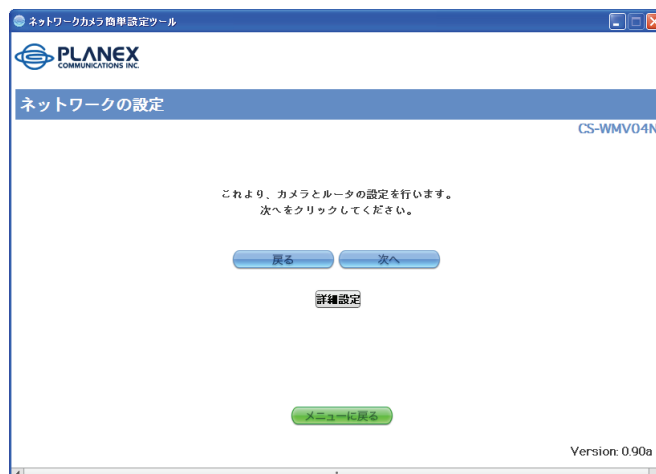 ネットワークカメラ簡単設定ツール
PLANEX
COMMUNICATIONS INC.
ネットワークの設定
CS-WMV04N
これより、カメラとルータの設定を行います。
次へをクリックしてください。
戻る 次へ
詳細設定
メニューに戻る
Version: 0.90a